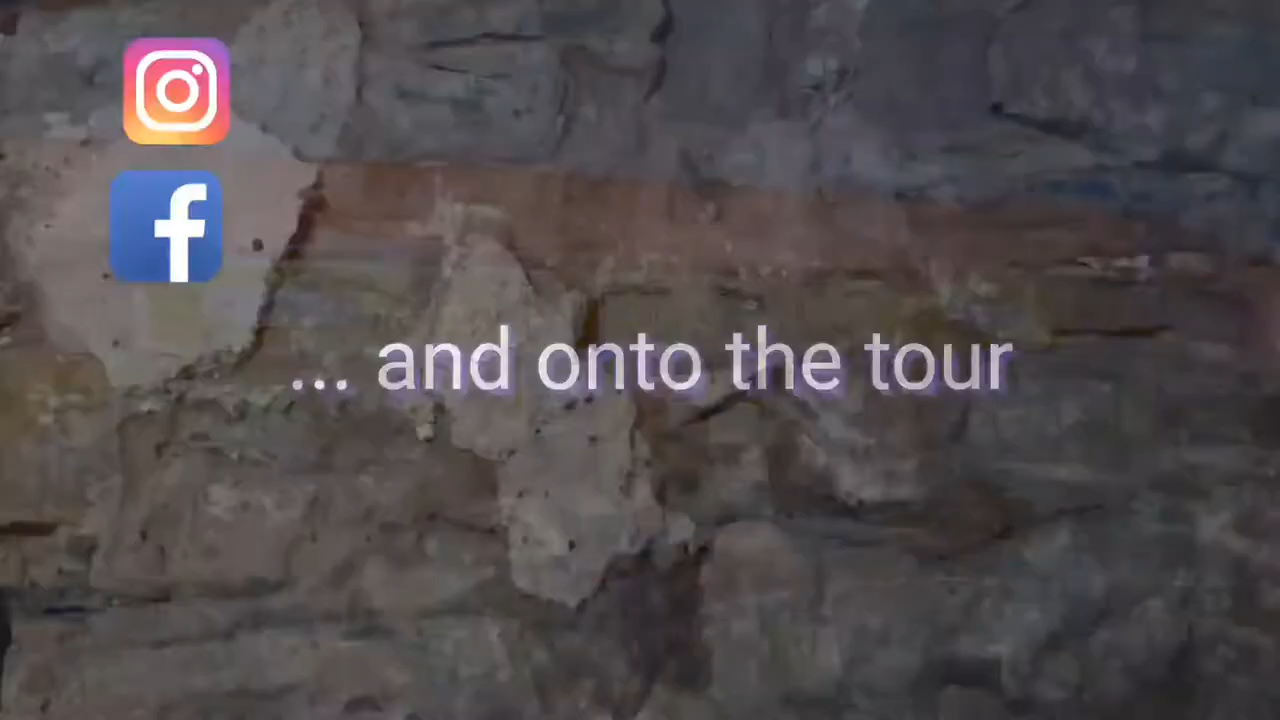 ... and onto the tour